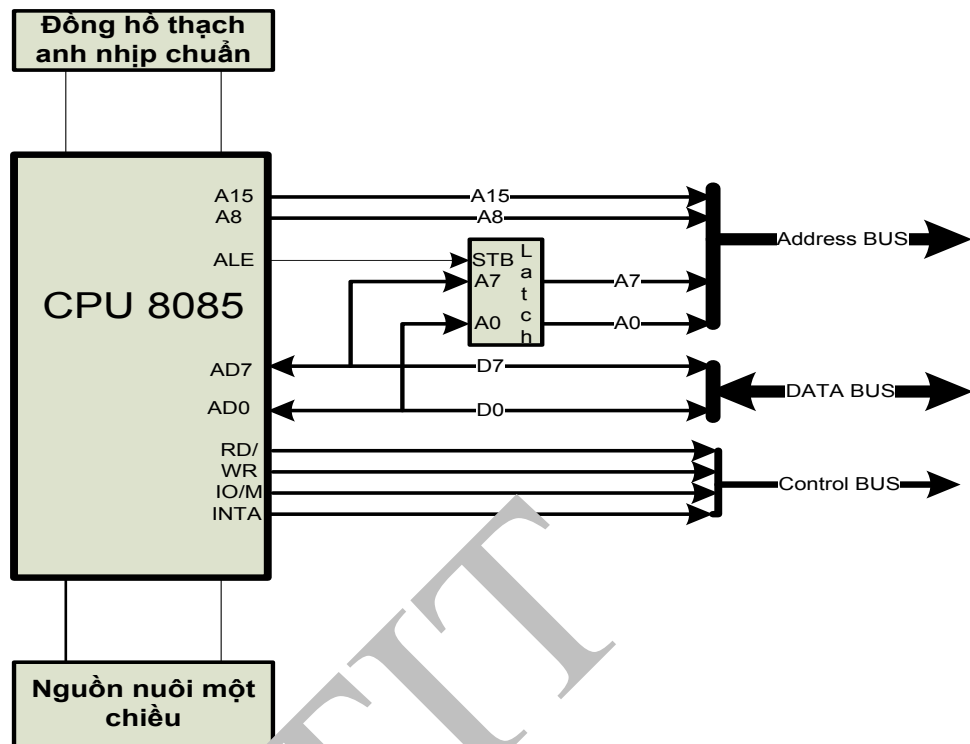 Đồng hồ thạch
anh nhịp chuẩn
A15
A8
ALE
CPU 8085
AD7
AD0
RD/
WR
IO/M
INTA
A15
A8
STB
A7
A0
Latch
A7
A0
D7
D0
Address BUS
DATA BUS
Control BUS
Nguồn nuôi một
chiều